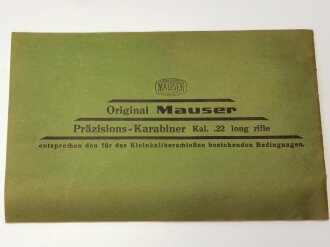 MAUSER
Original Mauser
Präzisions-Karabiner Kal. .22 long rifle
entsprechen den für das Kleinkaliberschießen bestehenden Bedingungen.